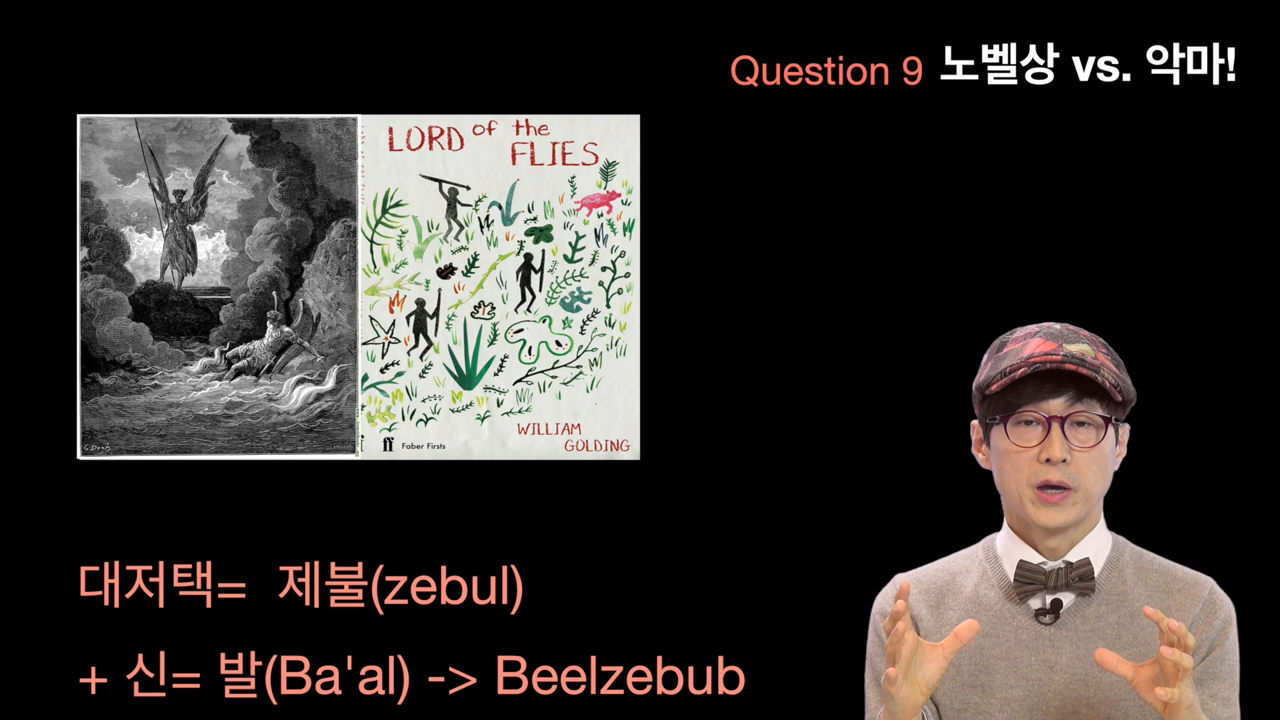 Question 9 노벨상 vs. 악마!
LORD of the
FLIES
WILLIAM
GOLDING
ff Faber Firsts
대저택= 제불(zebul)
+ 신= 발(Ba'al) -> Beelzebub